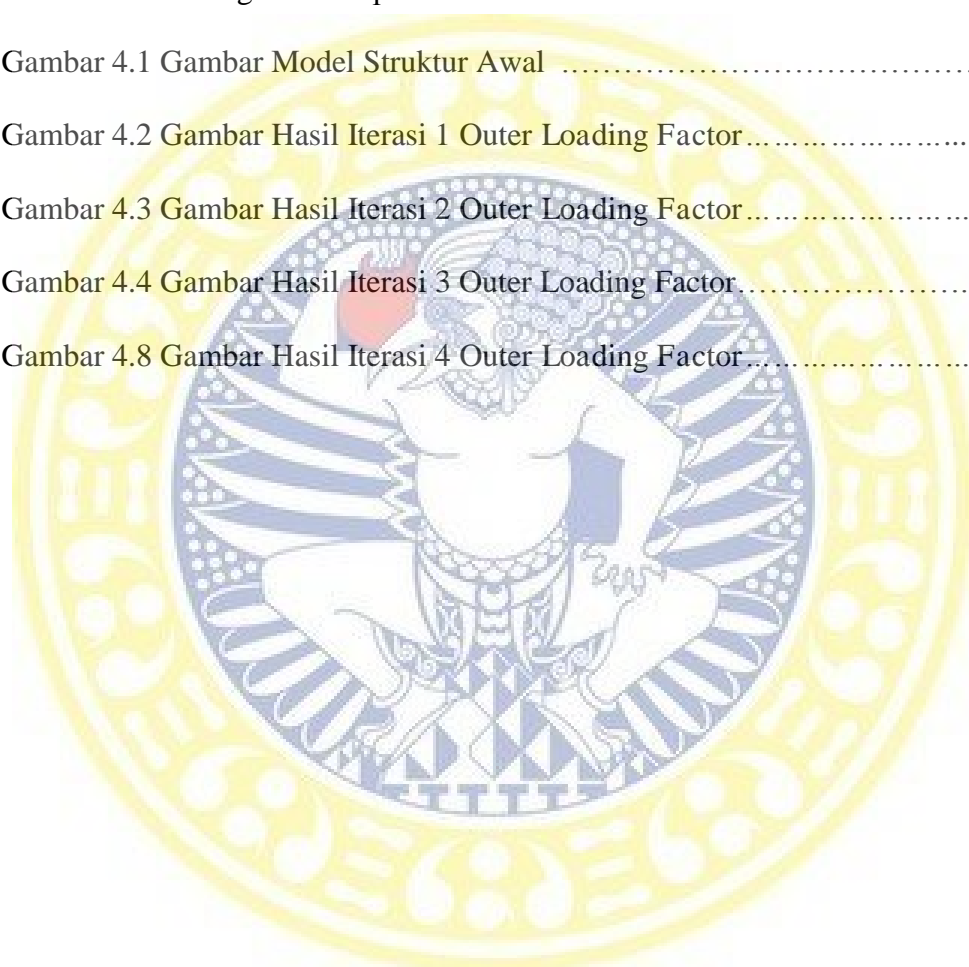 Gambar 4.1 Gambar Model Struktur Awal ……………………………………
Gambar 4.2 Gambar Hasil Iterasi 1 Outer Loading Factor…………………...
Gambar 4.3 Gambar Hasil Iterasi 2 Outer Loading Factor……………………
Gambar 4.4 Gambar Hasil Iterasi 3 Outer Loading Factor……………………
Gambar 4.8 Gambar Hasil Iterasi 4 Outer Loading Factor……………………